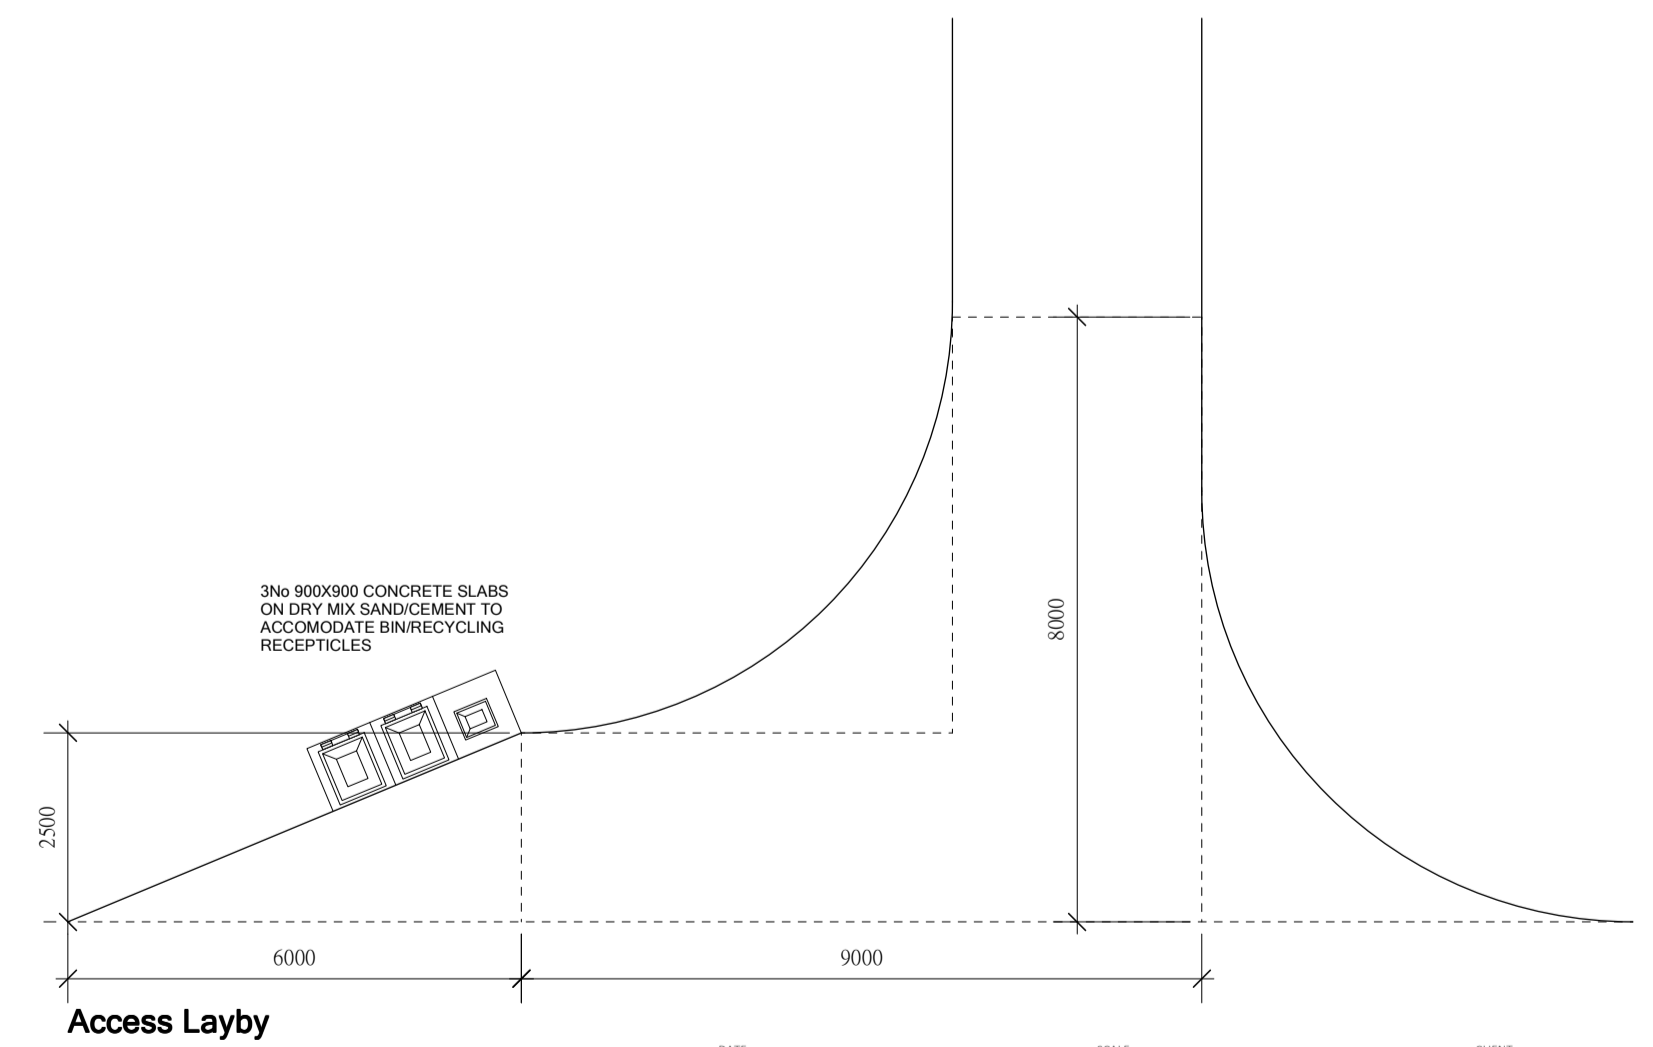 3No 900X900 CONCRETE SLABS
ON DRY MIX SAND/CEMENT TO
ACCOMODATE BIN/RECYCLING
RECEPTICLES
8000
2500
6000
9000
Access Layby